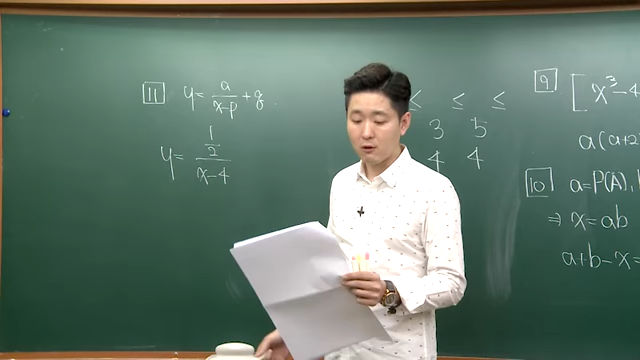 11 y = a/(x-p) + q
y = (1/2)/(x-4)
≤ ≤ ≤
3 5
4 4
9 [ x³-4
a(a+2
10 a=P(A),
⇒ x=ab
a+b-x=